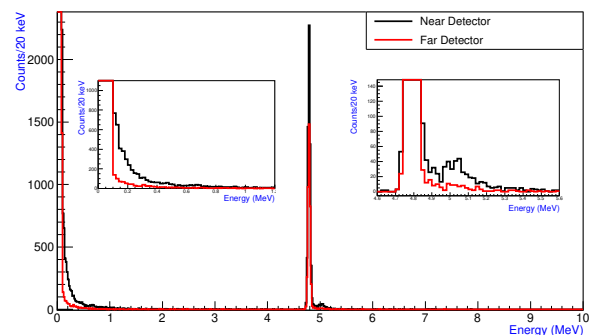 Counts/20 keV
2000
1500
1000
500
0
0 1 2 3 4 5 6 7 8 9 10
Energy (MeV)
Near Detector
Far Detector
Counts/20 keV
1000
800
600
400
200
0
0 0.2 0.4 0.6 0.8 1
Energy (MeV)
Counts/20 keV
140
120
100
80
60
40
20
0
4.6 4.7 4.8 4.9 5 5.1 5.2 5.3 5.4 5.5 5.6
Energy (MeV)